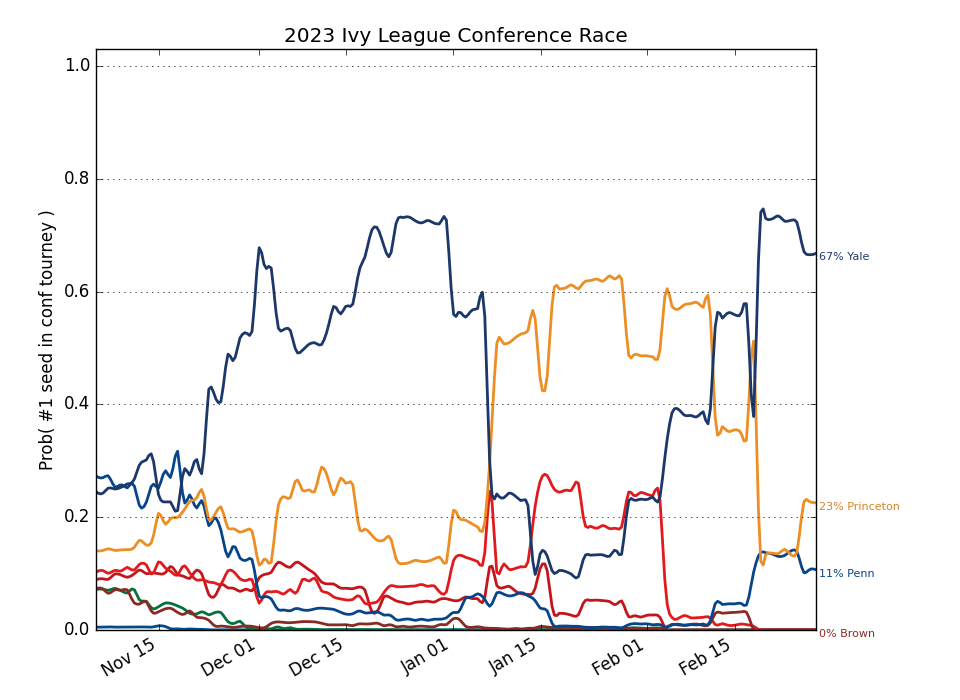 2023 Ivy League Conference Race
Prob( #1 seed in conf tourney )
1.0
0.8
0.6
0.4
0.2
0.0
Nov 15
Dec 01
Dec 15
Jan 01
Jan 15
Feb 01
Feb 15
67% Yale
23% Princeton
11% Penn
0% Brown